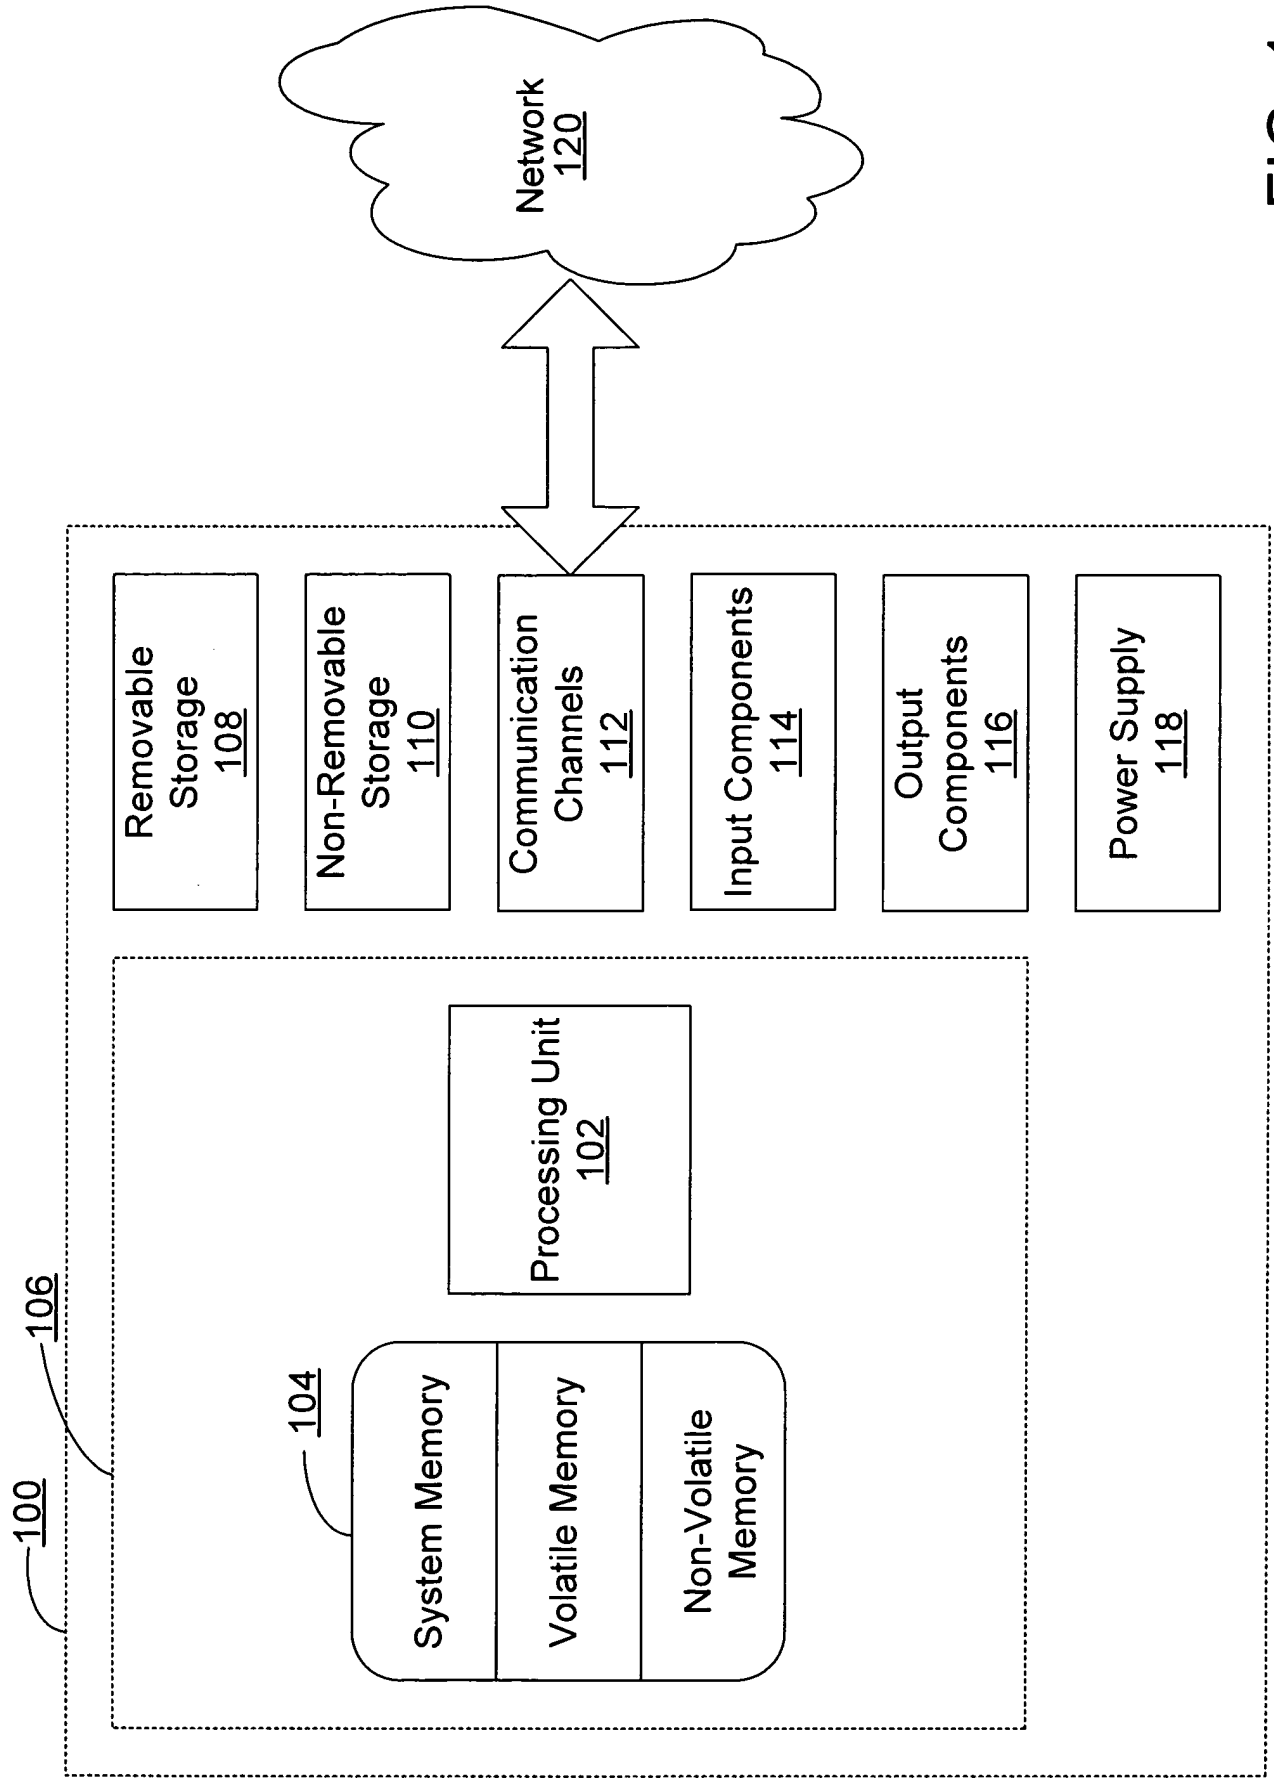 100
106
104
System Memory
Volatile Memory
Non-Volatile
Memory
Processing Unit
102
Removable
Storage
108
Non-Removable
Storage
110
Communication
Channels
112
Input Components
114
Output
Components
116
Power Supply
118
Network
120